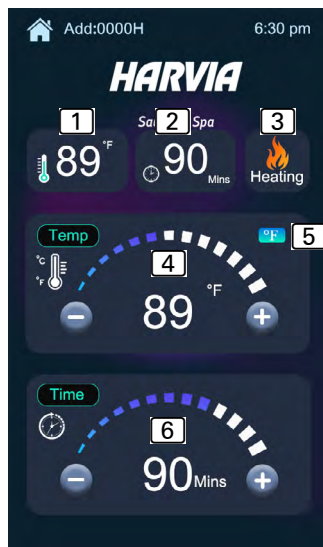 Add:0000H 6:30 pm
HARVIA
Sa Spa
1 2 3
89 °F 90 Mins Heating
Temp °F 5
°C
°F
4
89 °F
- +
Time
6
90 Mins
- +